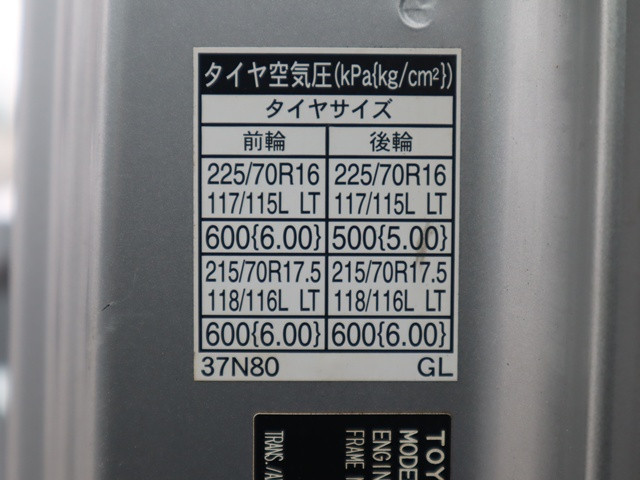 タイヤ空気圧(kPa{kg/cm²})
タイヤサイズ
前輪 後輪
225/70R16 225/70R16
117/115L LT 117/115L LT
600{6.00} 500{5.00}
215/70R17.5 215/70R17.5
118/116L LT 118/116L LT
600{6.00} 600{6.00}
37N80 GL
TOY
MODE
ENGIN
FRAME
TRANS./A